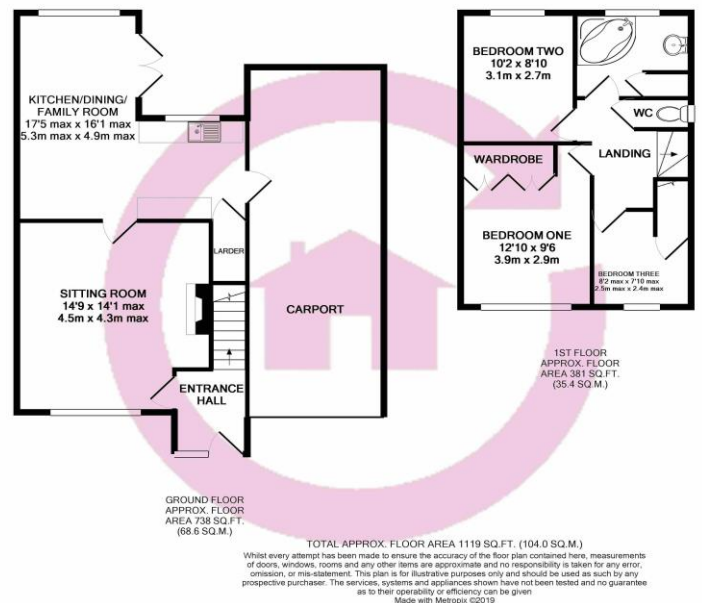 KITCHEN/DINING/
FAMILY ROOM
17'5 max x 16'1 max
5.3m max x 4.9m max
LARDER
SITTING ROOM
14'9 x 14'1 max
4.5m x 4.3m max
CARPORT
ENTRANCE
HALL
GROUND FLOOR
APPROX. FLOOR
AREA 738 SQ.FT.
(68.6 SQ.M.)
BEDROOM TWO
10'2 x 8'10
3.1m x 2.7m
WC
WARDROBE
LANDING
BEDROOM ONE
12'10 x 9'6
3.9m x 2.9m
BEDROOM THREE
8'2 max x 7'10 max
2.5m max x 2.4m max
1ST FLOOR
APPROX. FLOOR
AREA 381 SQ.FT.
(35.4 SQ.M.)
TOTAL APPROX. FLOOR AREA 1119 SQ.FT. (104.0 SQ.M.)
Whilst every attempt has been made to ensure the accuracy of the floor plan contained here, measurements
of doors, windows, rooms and any other items are approximate and no responsibility is taken for any error,
omission, or mis-statement. This plan is for illustrative purposes only and should be used as such by any
prospective purchaser. The services, systems and appliances shown have not been tested and no guarantee
as to their operability or efficiency can be given
Made with Metropix ©2019